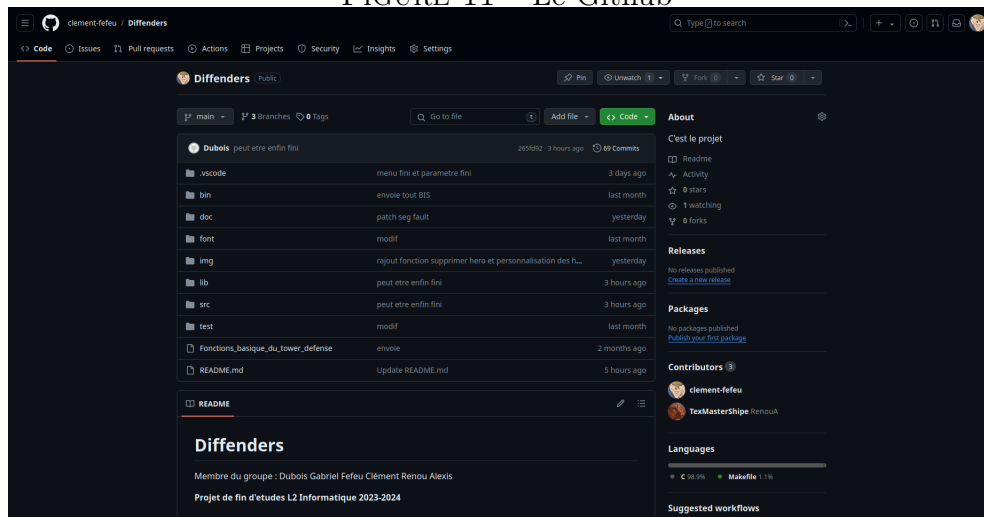 FIGURE 11 – Le Github
clement-fefeu / Diffenders
Type / to search
Code Issues Pull requests Actions Projects Security Insights Settings
Diffenders Public
Pin Unwatch 1 Fork 0 Star 0
main 3 Branches 0 Tags Go to file t Add file Code
Dubois peut etre enfin fini 265fd92 · 3 hours ago 69 Commits
.vscode menu fini et parametre fini 3 days ago
bin envoie tout BIS last month
doc patch seg fault yesterday
font modif last month
img rajout fonction supprimer hero et personnalisation des h... yesterday
lib peut etre enfin fini 3 hours ago
src peut etre enfin fini 3 hours ago
test modif last month
Fonctions_basique_du_tower_defense envoie 2 months ago
README.md Update README.md 5 hours ago
README
Diffenders
Membre du groupe : Dubois Gabriel Fefeu Clément Renou Alexis
Projet de fin d'etudes L2 Informatique 2023-2024
About
C'est le projet
Readme
Activity
0 stars
1 watching
0 forks
Releases
No releases published
Create a new release
Packages
No packages published
Publish your first package
Contributors 3
clement-fefeu
TexMasterShipe RenouA
Languages
C 98.9% Makefile 1.1%
Suggested workflows